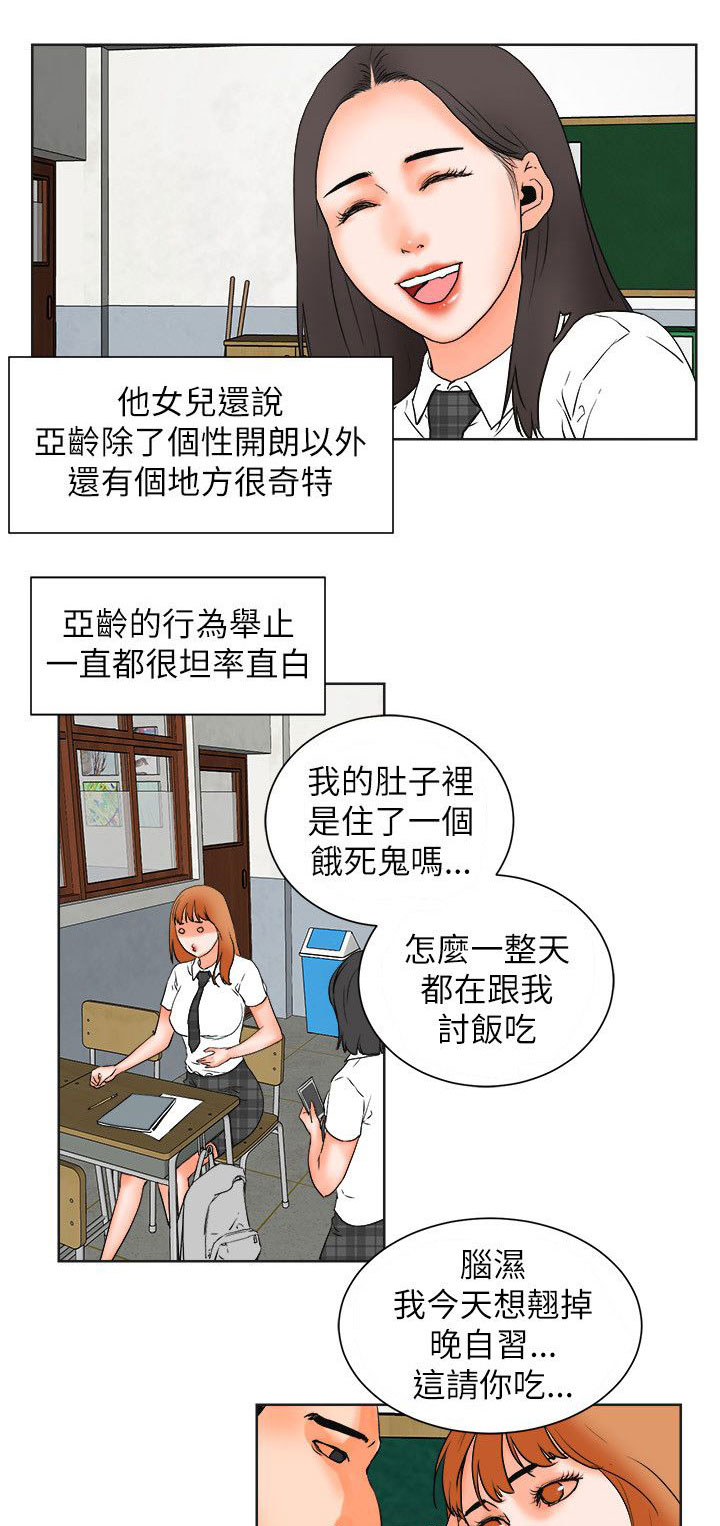 他女兒還說
亞齡除了個性開朗以外
還有個地方很奇特
亞齡的行為舉止
一直都很坦率直白
我的肚子裡
是住了一個
餓死鬼嗎...
怎麼一整天
都在跟我
討飯吃
腦濕
我今天想翹掉
晚自習...
這請你吃...